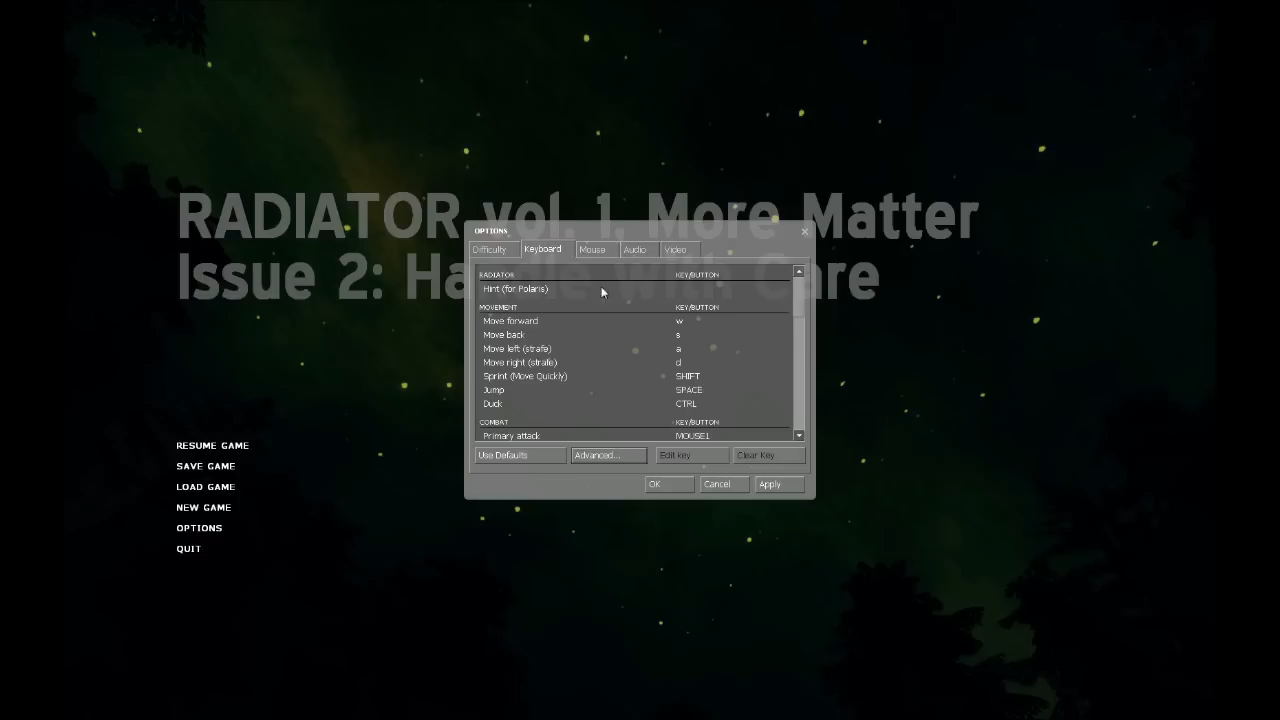 RADIATOR vol. 1, More Matter
Issue 2: Handle with Care
OPTIONS
Difficulty Keyboard Mouse Audio Video
RADIATOR KEY/BUTTON
Hint (for Polaris)
MOVEMENT KEY/BUTTON
Move forward w
Move back s
Move left (strafe) a
Move right (strafe) d
Sprint (Move Quickly) SHIFT
Jump SPACE
Duck CTRL
COMBAT KEY/BUTTON
Primary attack MOUSE1
Use Defaults Advanced... Edit key Clear Key
OK Cancel Apply
RESUME GAME
SAVE GAME
LOAD GAME
NEW GAME
OPTIONS
QUIT